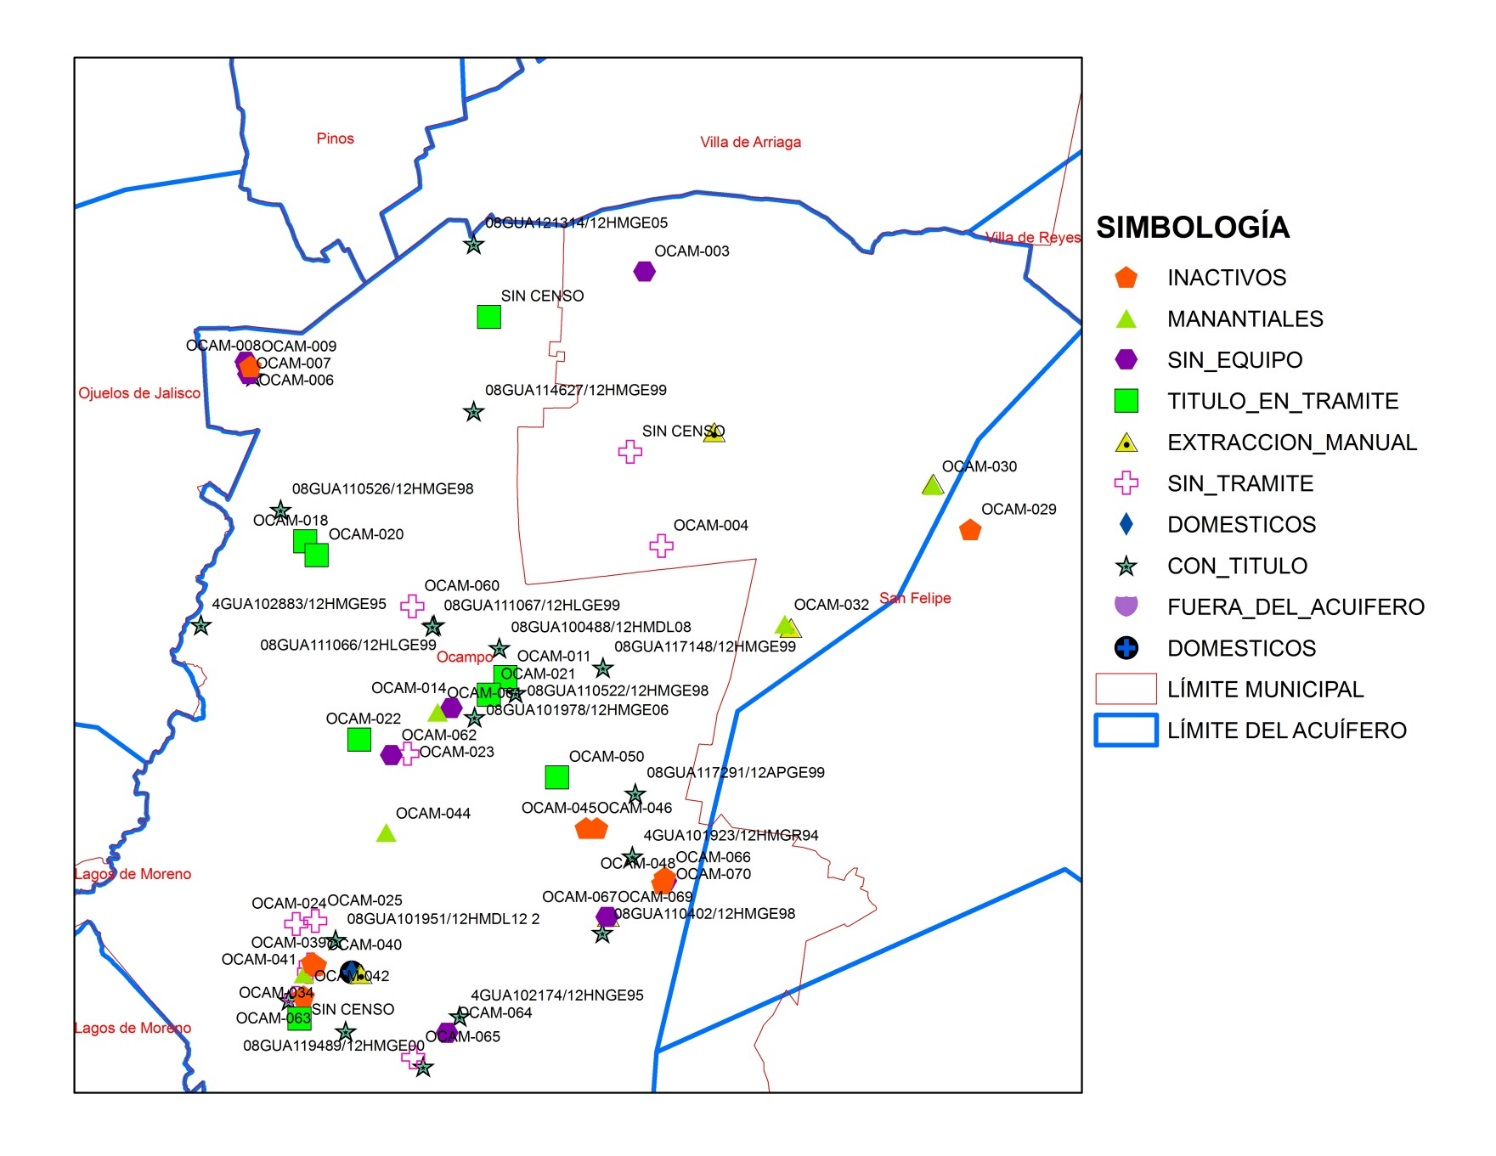 Pinos
Villa de Arriaga
08GUA121314/12HMGE05
Villa de Reyes
OCAM-003
SIN CENSO
OCAM-008
OCAM-009
OCAM-007
OCAM-006
Ojuelos de Jalisco
08GUA114627/12HMGE99
SIN CENSO
OCAM-030
08GUA110526/12HMGE98
OCAM-029
OCAM-018
OCAM-004
OCAM-020
OCAM-060
San Felipe
4GUA102883/12HMGE95
08GUA111067/12HLGE99
OCAM-032
08GUA100488/12HMDL08
08GUA111066/12HLGE99
08GUA117148/12HMGE99
Ocampo
OCAM-011
OCAM-021
OCAM-014
08GUA110522/12HMGE98
08GUA101978/12HMGE06
OCAM-022
OCAM-062
OCAM-023
OCAM-050
08GUA117291/12APGE99
OCAM-045
OCAM-046
OCAM-044
4GUA101923/12HMGR94
OCAM-048
OCAM-066
OCAM-070
Lagos de Moreno
OCAM-067
OCAM-069
OCAM-024
OCAM-025
08GUA110402/12HMGE98
08GUA101951/12HMDL12 2
OCAM-039
OCAM-040
OCAM-041
OCAM-042
OCAM-034
4GUA102174/12HNGE95
SIN CENSO
OCAM-064
OCAM-063
Lagos de Moreno
OCAM-065
08GUA119489/12HMGE00
SIMBOLOGÍA
INACTIVOS
MANANTIALES
SIN_EQUIPO
TITULO_EN_TRAMITE
EXTRACCION_MANUAL
SIN_TRAMITE
DOMESTICOS
CON_TITULO
FUERA_DEL_ACUIFERO
DOMESTICOS
LÍMITE MUNICIPAL
LÍMITE DEL ACUÍFERO